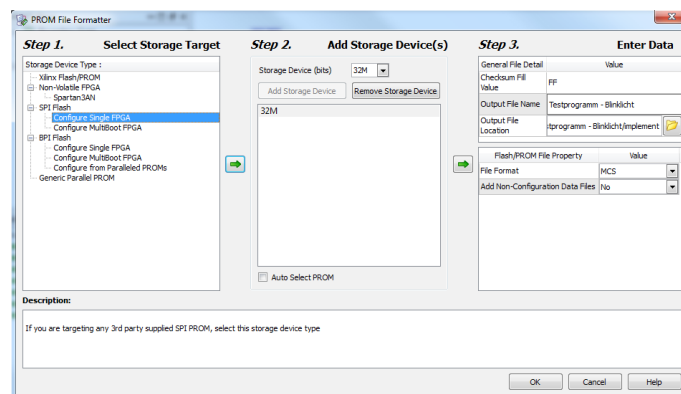 PROM File Formatter
Step 1. Select Storage Target
Storage Device Type :
Xilinx Flash/PROM
Non-Volatile FPGA
Spartan3AN
SPI Flash
Configure Single FPGA
Configure MultiBoot FPGA
BPI Flash
Configure Single FPGA
Configure MultiBoot FPGA
Configure from Paralleled PROMs
Generic Parallel PROM
Step 2. Add Storage Device(s)
Storage Device (bits) 32M
Add Storage Device Remove Storage Device
32M
Auto Select PROM
Step 3. Enter Data
General File Detail Value
Checksum Fill
Value FF
Output File Name Testprogramm - Blinklicht
Output File
Location stprogramm - Blinklicht/implement
Flash/PROM File Property Value
File Format MCS
Add Non-Configuration Data Files No
Description:
If you are targeting any 3rd party supplied SPI PROM, select this storage device type
OK Cancel Help